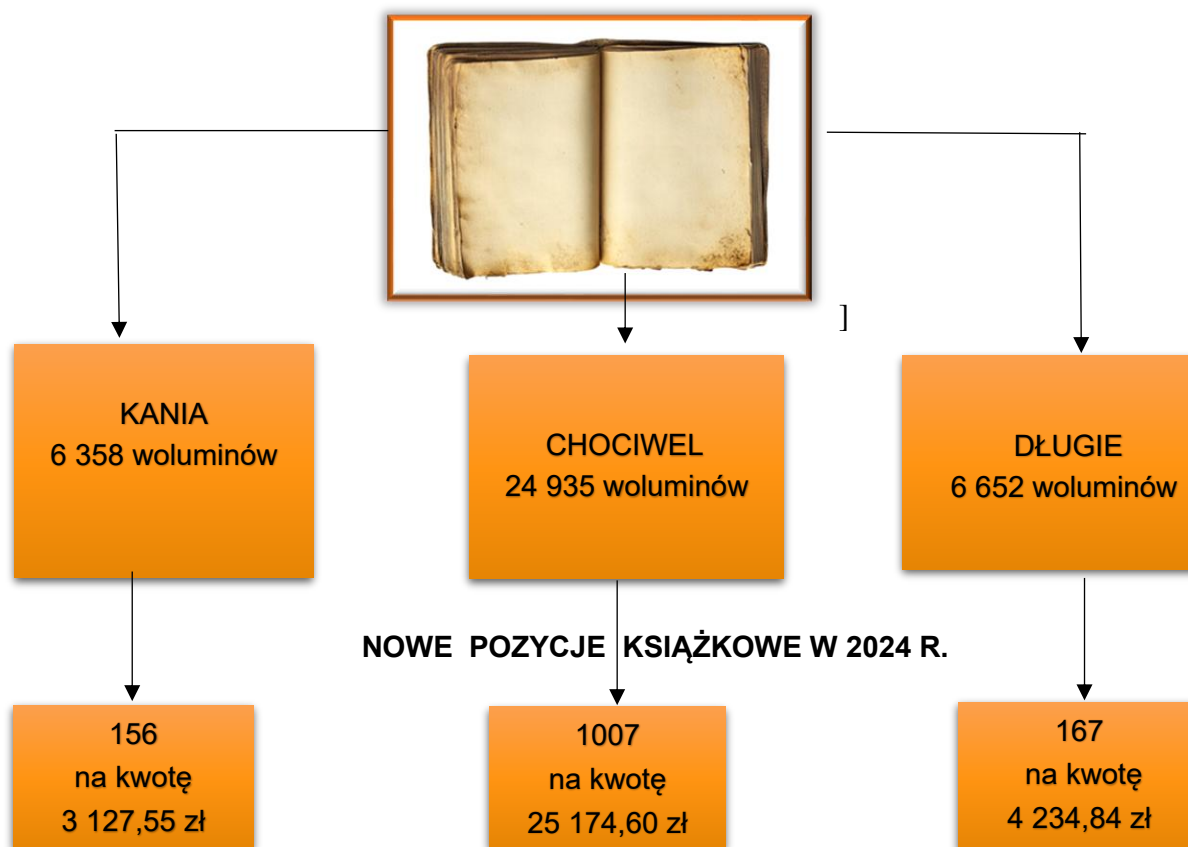 ]
KANIA
6 358 woluminów
CHOCIWEL
24 935 woluminów
DŁUGIE
6 652 woluminów
NOWE POZYCJE KSIĄŻKOWE W 2024 R.
156
na kwotę
3 127,55 zł
1007
na kwotę
25 174,60 zł
167
na kwotę
4 234,84 zł